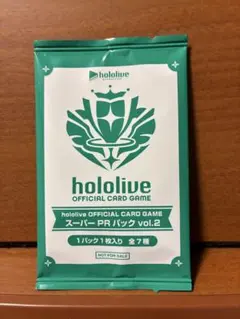 hololive
hololive
OFFICIAL CARD GAME
hololive OFFICIAL CARD GAME
スーパー PRパック vol.2
1パック1枚入り 全7種
NOT FOR SALE